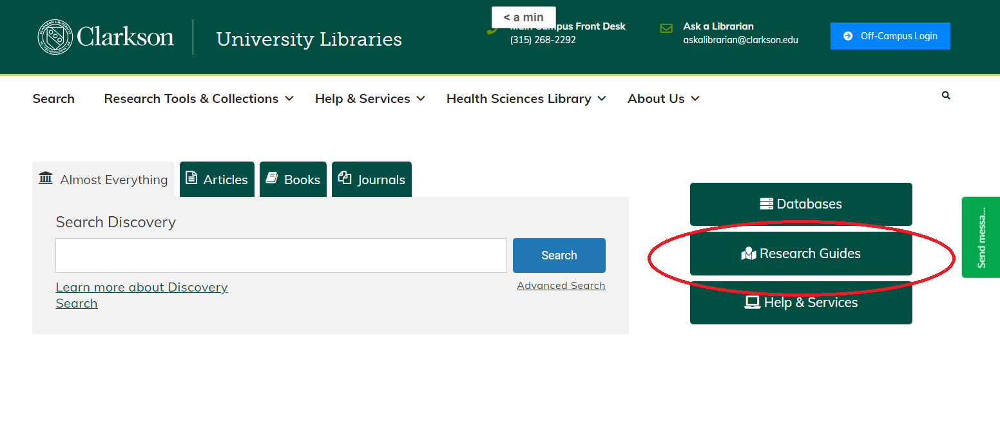 < a min
Clarkson
University Libraries
Main Campus Front Desk
(315) 268-2292
Ask a Librarian
askalibrarian@clarkson.edu
Off-Campus Login
Search
Research Tools & Collections
Help & Services
Health Sciences Library
About Us
Almost Everything
Articles
Books
Journals
Search Discovery
Search
Learn more about Discovery
Search
Advanced Search
Databases
Research Guides
Help & Services
Send messa...